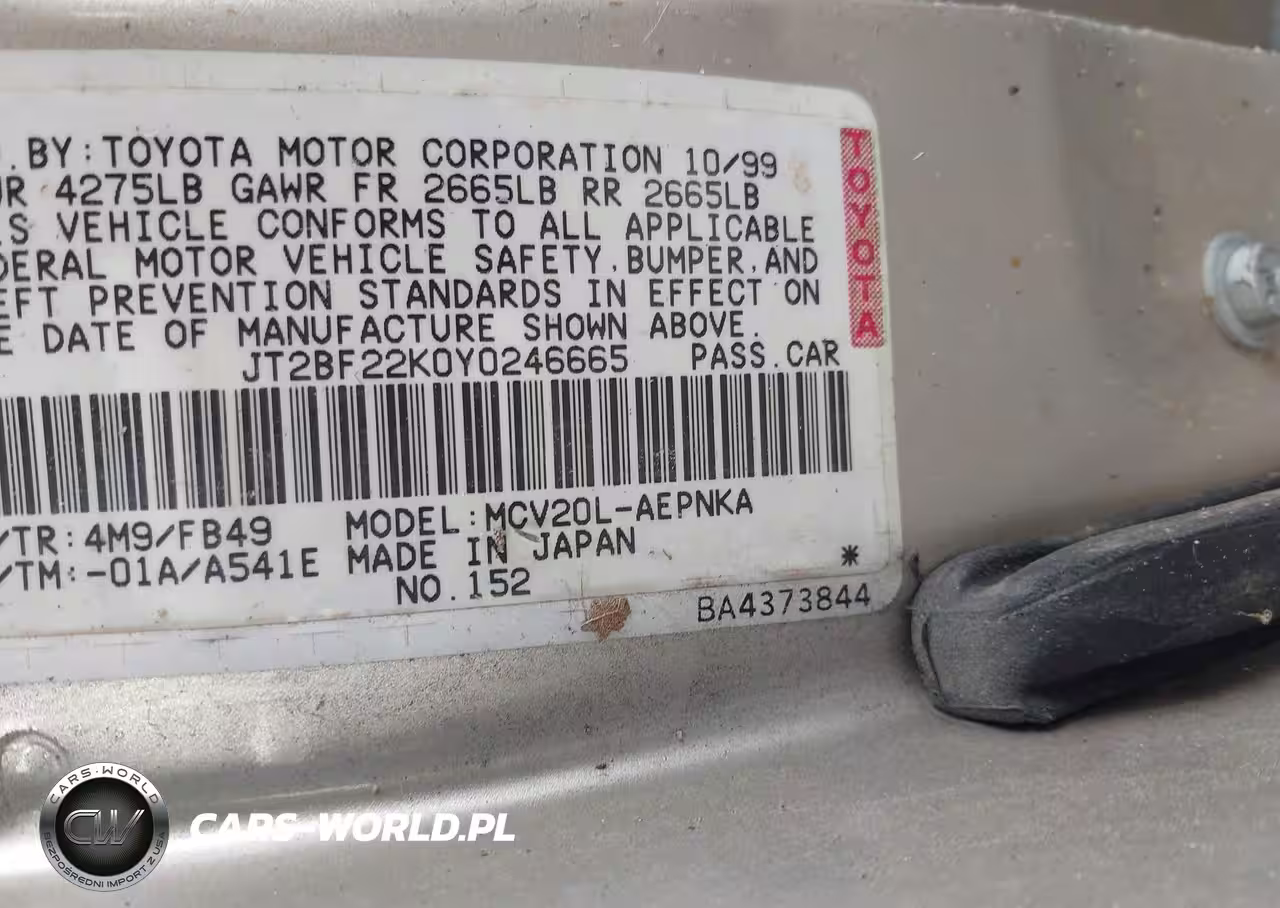 . BY: TOYOTA MOTOR CORPORATION 10/99
R 4275LB GAWR FR 2665LB RR 2665LB
S VEHICLE CONFORMS TO ALL APPLICABLE
DERAL MOTOR VEHICLE SAFETY, BUMPER, AND
EFT PREVENTION STANDARDS IN EFFECT ON
E DATE OF MANUFACTURE SHOWN ABOVE.
JT2BF22K0Y0246665 PASS. CAR
/TR: 4M9/FB49 MODEL: MCV20L-AEPNKA
/TM:-01A/A541E MADE IN JAPAN
NO. 152
*
BA4373844
TOYOTA
CARS-WORLD
CW
BEZPOŚREDNI IMPORT Z USA
CARS-WORLD.PL